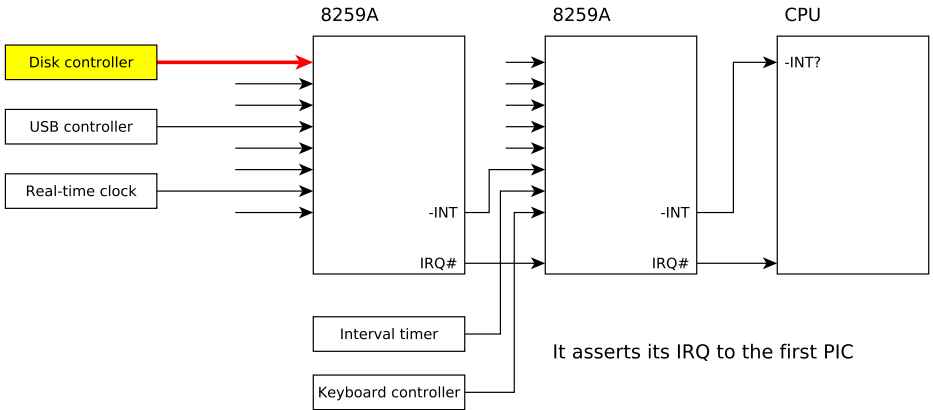 8259A
8259A
CPU
Disk controller
-INT?
USB controller
Real-time clock
-INT
-INT
IRQ#
IRQ#
Interval timer
It asserts its IRQ to the first PIC
Keyboard controller